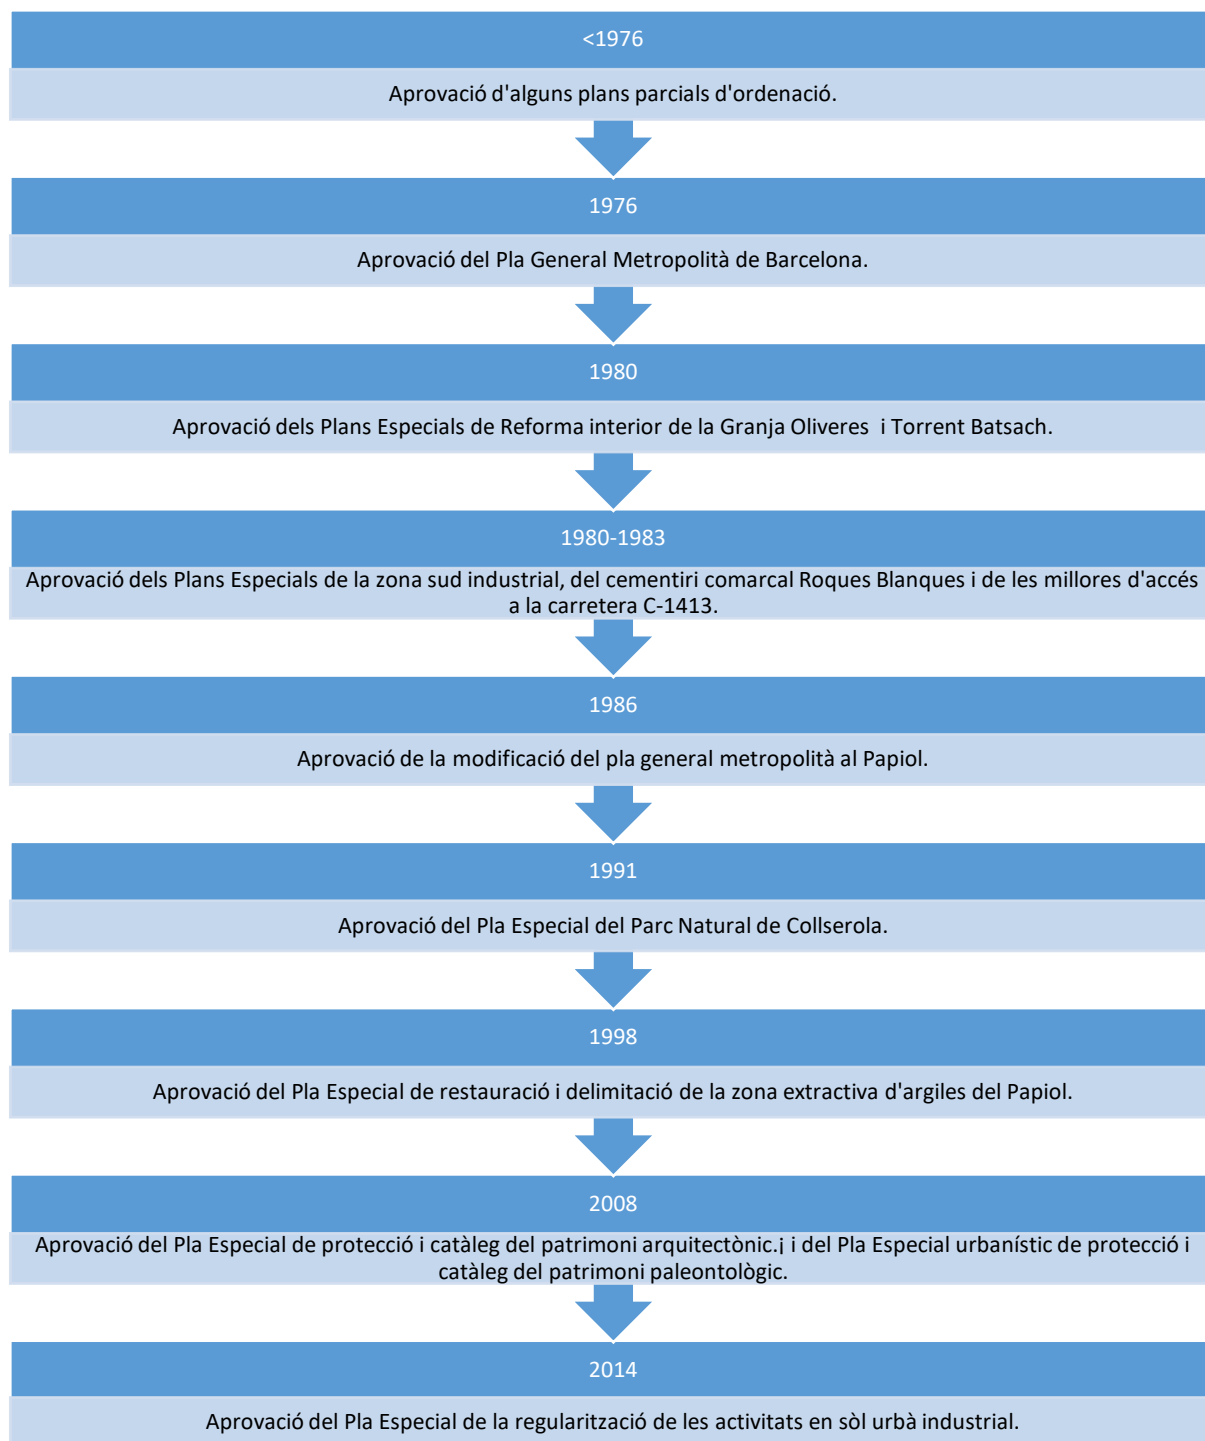 <1976
Aprovació d'alguns plans parcials d'ordenació.
1976
Aprovació del Pla General Metropolità de Barcelona.
1980
Aprovació dels Plans Especials de Reforma interior de la Granja Oliveres  i Torrent Batsach.
1980-1983
Aprovació dels Plans Especials de la zona sud industrial, del cementiri comarcal Roques Blanques i de les millores d'accés
a la carretera C-1413.
1986
Aprovació de la modificació del pla general metropolità al Papiol.
1991
Aprovació del Pla Especial del Parc Natural de Collserola.
1998
Aprovació del Pla Especial de restauració i delimitació de la zona extractiva d'argiles del Papiol.
2008
Aprovació del Pla Especial de protecció i catàleg del patrimoni arquitectònic.¡ i del Pla Especial urbanístic de protecció i
catàleg del patrimoni paleontològic.
2014
Aprovació del Pla Especial de la regularització de les activitats en sòl urbà industrial.